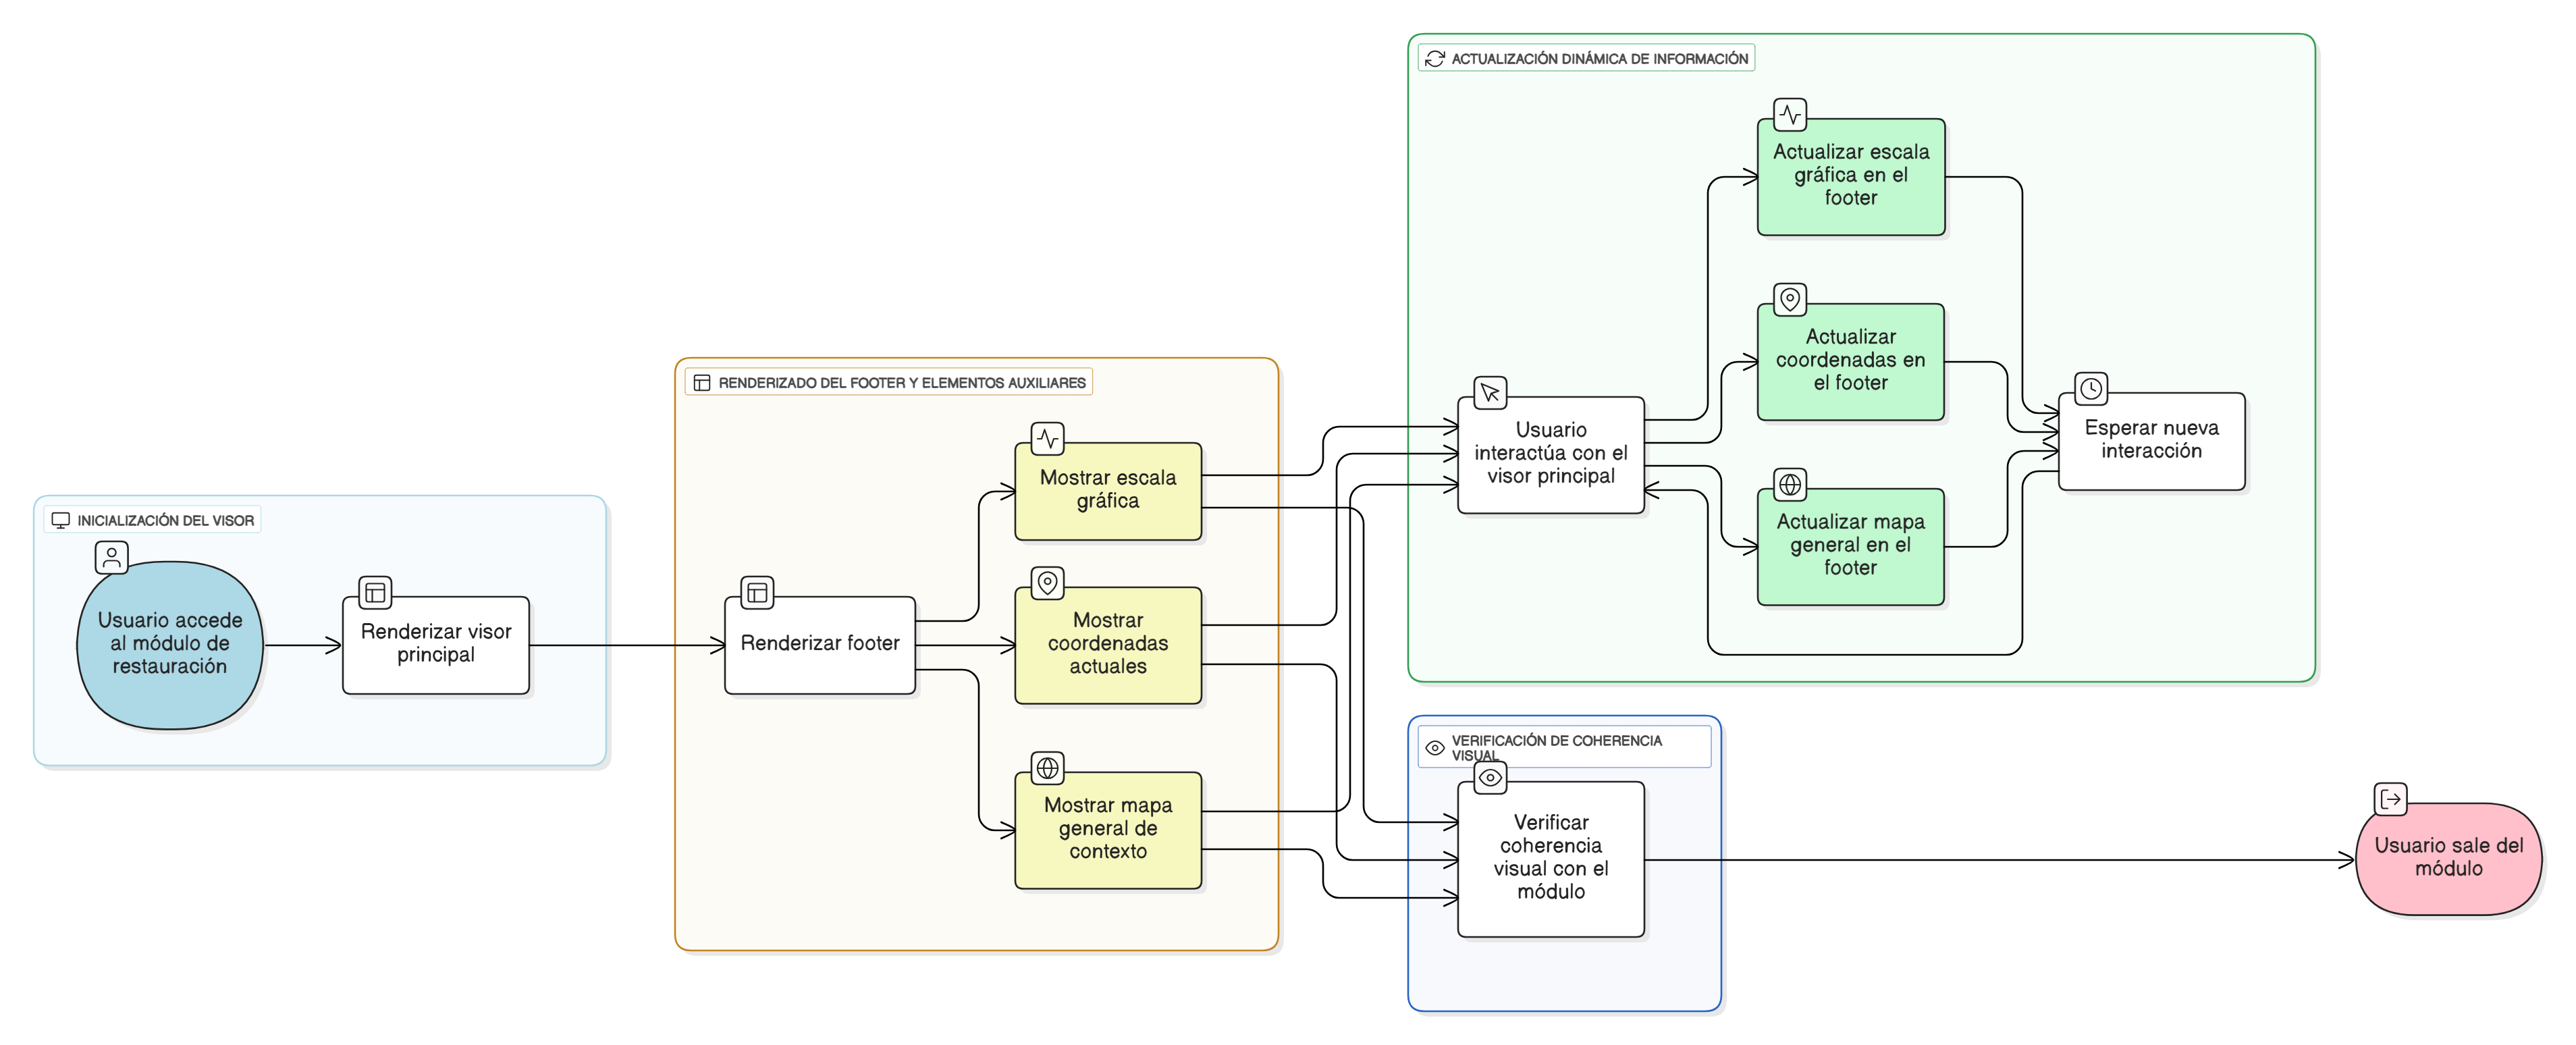 INICIALIZACIÓN DEL VISOR
Usuario accede
al módulo de
restauración
Renderizar visor
principal
RENDERIZADO DEL FOOTER Y ELEMENTOS AUXILIARES
Renderizar footer
Mostrar escala
gráfica
Mostrar
coordenadas
actuales
Mostrar mapa
general de
contexto
ACTUALIZACIÓN DINÁMICA DE INFORMACIÓN
Usuario
interactúa con el
visor principal
Actualizar escala
gráfica en el
footer
Actualizar
coordenadas en
el footer
Actualizar mapa
general en el
footer
Esperar nueva
interacción
VERIFICACIÓN DE COHERENCIA
VISUAL
Verificar
coherencia
visual con el
módulo
Usuario sale del
módulo